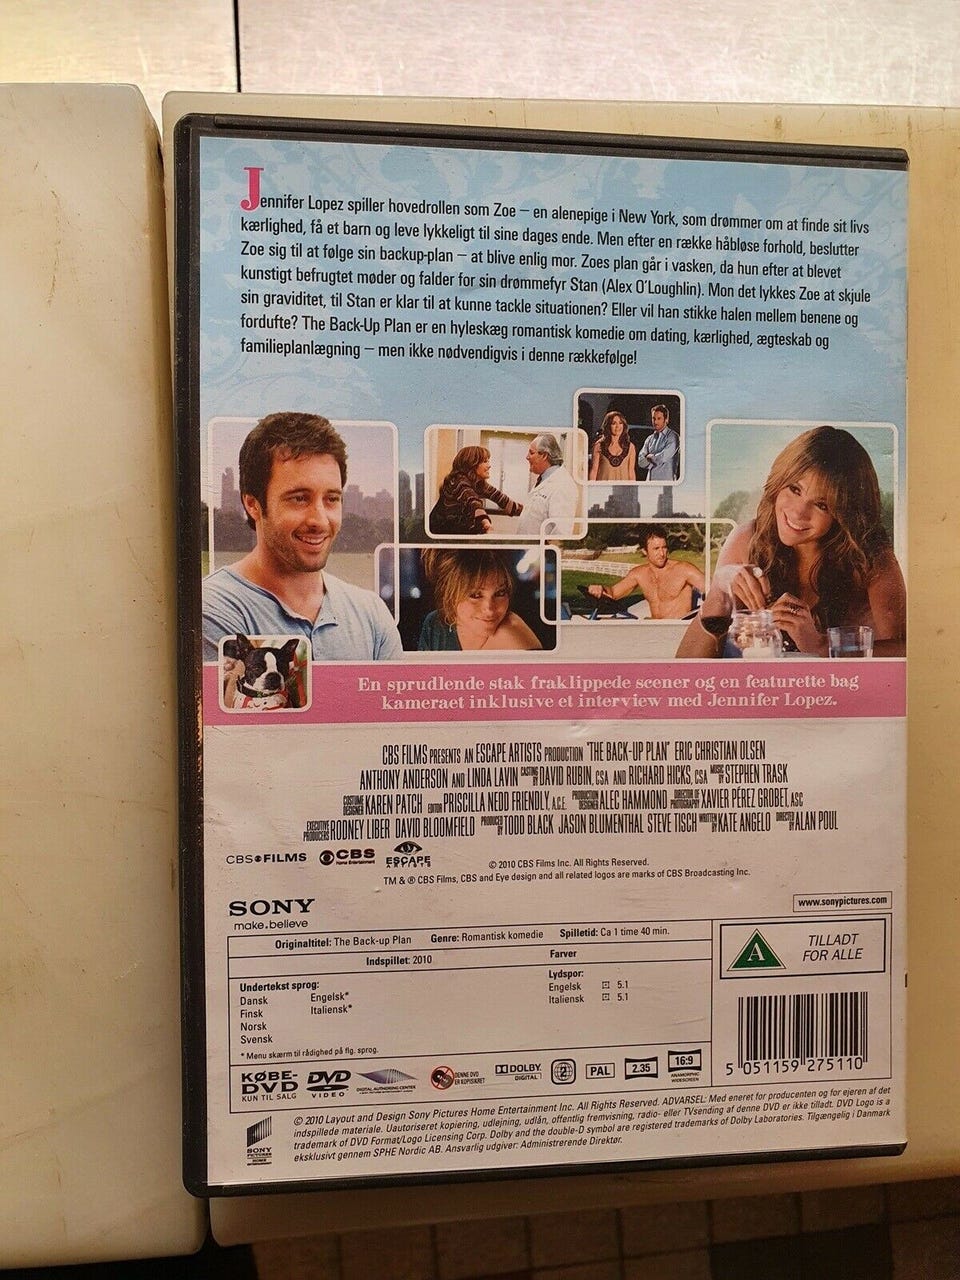 Jennifer Lopez spiller hovedrollen som Zoe – en alenepige i New York, som drømmer om at finde sit livs
kærlighed, få et barn og leve lykkeligt til sine dages ende. Men efter en række håbløse forhold, beslutter
Zoe sig til at følge sin backup-plan – at blive enlig mor. Zoes plan går i vasken, da hun efter at blevet
kunstigt befrugtet møder og falder for sin drømmefyr Stan (Alex O'Loughlin). Mon det lykkes Zoe at skjule
sin graviditet, til Stan er klar til at kunne tackle situationen? Eller vil han stikke halen mellem benene og
fordufte? The Back-Up Plan er en hyleskæg romantisk komedie om dating, kærlighed, ægteskab og
familieplanlægning – men ikke nødvendigvis i denne rækkefølge!
En sprudlende stak fraklippede scener og en featurette bag
kameraet inklusive et interview med Jennifer Lopez.
CBS FILMS PRESENTS AN ESCAPE ARTISTS PRODUCTION "THE BACK-UP PLAN" ERIC CHRISTIAN OLSEN
ANTHONY ANDERSON AND LINDA LAVIN CASTING BY DAVID RUBIN, CSA AND RICHARD HICKS, CSA MUSIC BY STEPHEN TRASK
COSTUME DESIGNER KAREN PATCH EDITOR PRISCILLA NEDD FRIENDLY, A.C.E. PRODUCTION DESIGNER ALEC HAMMOND DIRECTOR OF PHOTOGRAPHY XAVIER PÉREZ GROBET, ASC
EXECUTIVE PRODUCERS RODNEY LIBER DAVID BLOOMFIELD PRODUCED BY TODD BLACK JASON BLUMENTHAL STEVE TISCH WRITTEN BY KATE ANGELO DIRECTED BY ALAN POUL
CBS FILMS CBS Home Entertainment ESCAPE ARTISTS
© 2010 CBS Films Inc. All Rights Reserved.
TM & ® CBS Films, CBS and Eye design and all related logos are marks of CBS Broadcasting Inc.
SONY
make.believe
www.sonypictures.com
Originaltitel: The Back-up Plan Genre: Romantisk komedie Spilletid: Ca 1 time 40 min.
Indspillet: 2010 Farver
Undertekst sprog:
Dansk Engelsk*
Finsk Italiensk*
Norsk
Svensk
* Menu skærm til rådighed på flg. sprog.
Lydspor:
Engelsk 5.1
Italiensk 5.1
A TILLADT
FOR ALLE
5 051159 275110
KØBE-
DVD
KUN TIL SALG
DVD
VIDEO
DIGITAL AUTHORING CENTER
DENNE DVD
ER KOPISIKRET
DOLBY
DIGITAL
2
PAL
2.35
16:9
ANAMORPHIC
WIDESCREEN
© 2010 Layout and Design Sony Pictures Home Entertainment Inc. All Rights Reserved. ADVARSEL: Med eneret for producenten og for ejeren af det
indspillede materiale. Uautoriseret kopiering, udlejning, udlån, offentlig fremvisning, radio- eller TVsending af denne DVD er ikke tilladt. DVD Logo is a
trademark of DVD Format/Logo Licensing Corp. Dolby and the double-D symbol are registered trademarks of Dolby Laboratories. Tilgængelig i Danmark
eksklusivt gennem SPHE Nordic AB. Ansvarlig udgiver: Administrerende Direktør.
SONY
PICTURES
HOME
ENTERTAINMENT